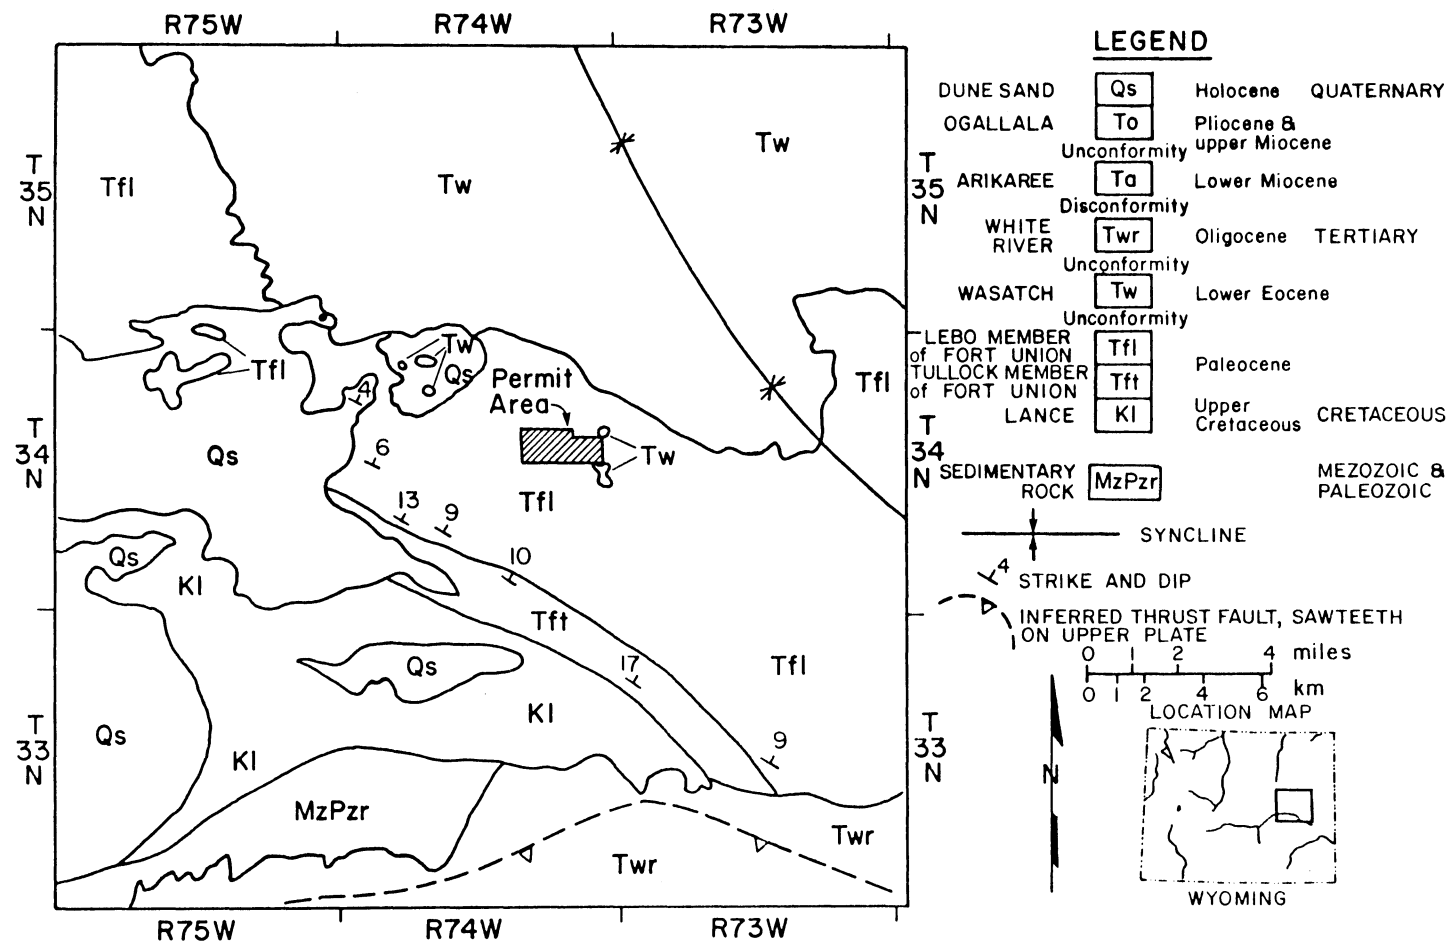 R75W R74W R73W
LEGEND
DUNE SAND Qs Holocene QUATERNARY
OGALLALA To Pliocene &
upper Miocene
Unconformity
ARIKAREE Ta Lower Miocene
Disconformity
WHITE
RIVER Twr Oligocene TERTIARY
Unconformity
WASATCH Tw Lower Eocene
Unconformity
LEBO MEMBER
of FORT UNION Tfl
Paleocene
TULLOCK MEMBER
of FORT UNION Tft
LANCE Kl Upper
Cretaceous CRETACEOUS
SEDIMENTARY
ROCK MzPzr MEZOZOIC &
PALEOZOIC
SYNCLINE
4 STRIKE AND DIP
INFERRED THRUST FAULT, SAWTEETH
ON UPPER PLATE
0 1 2 4 miles
0 1 2 4 6 km
LOCATION MAP
N
WYOMING
T
35
N
T
35
N
Tfl
Tw
Tw
Tfl
Tw
Qs
4
Permit
Area
Tfl
T
34
N
T
34
N
Qs
6
Tw
13
9
Tfl
10
Qs
Kl
Tft
Qs
17
Tfl
T
33
N
T
33
N
Qs
Kl
Kl
9
MzPzr
Twr
Twr
R75W R74W R73W